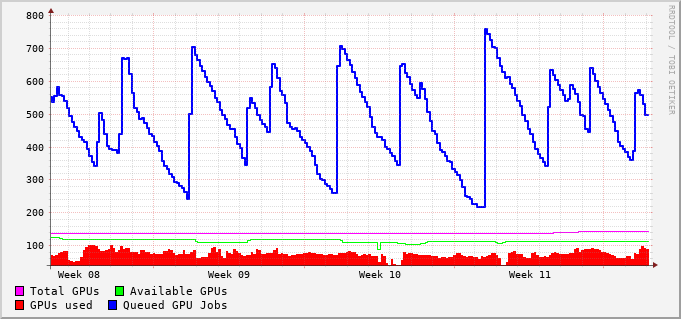 800
700
600
500
400
300
200
100
Week 08 Week 09 Week 10 Week 11
Total GPUs Available GPUs
GPUs used Queued GPU Jobs
RRDTOOL / TOBI OETIKER